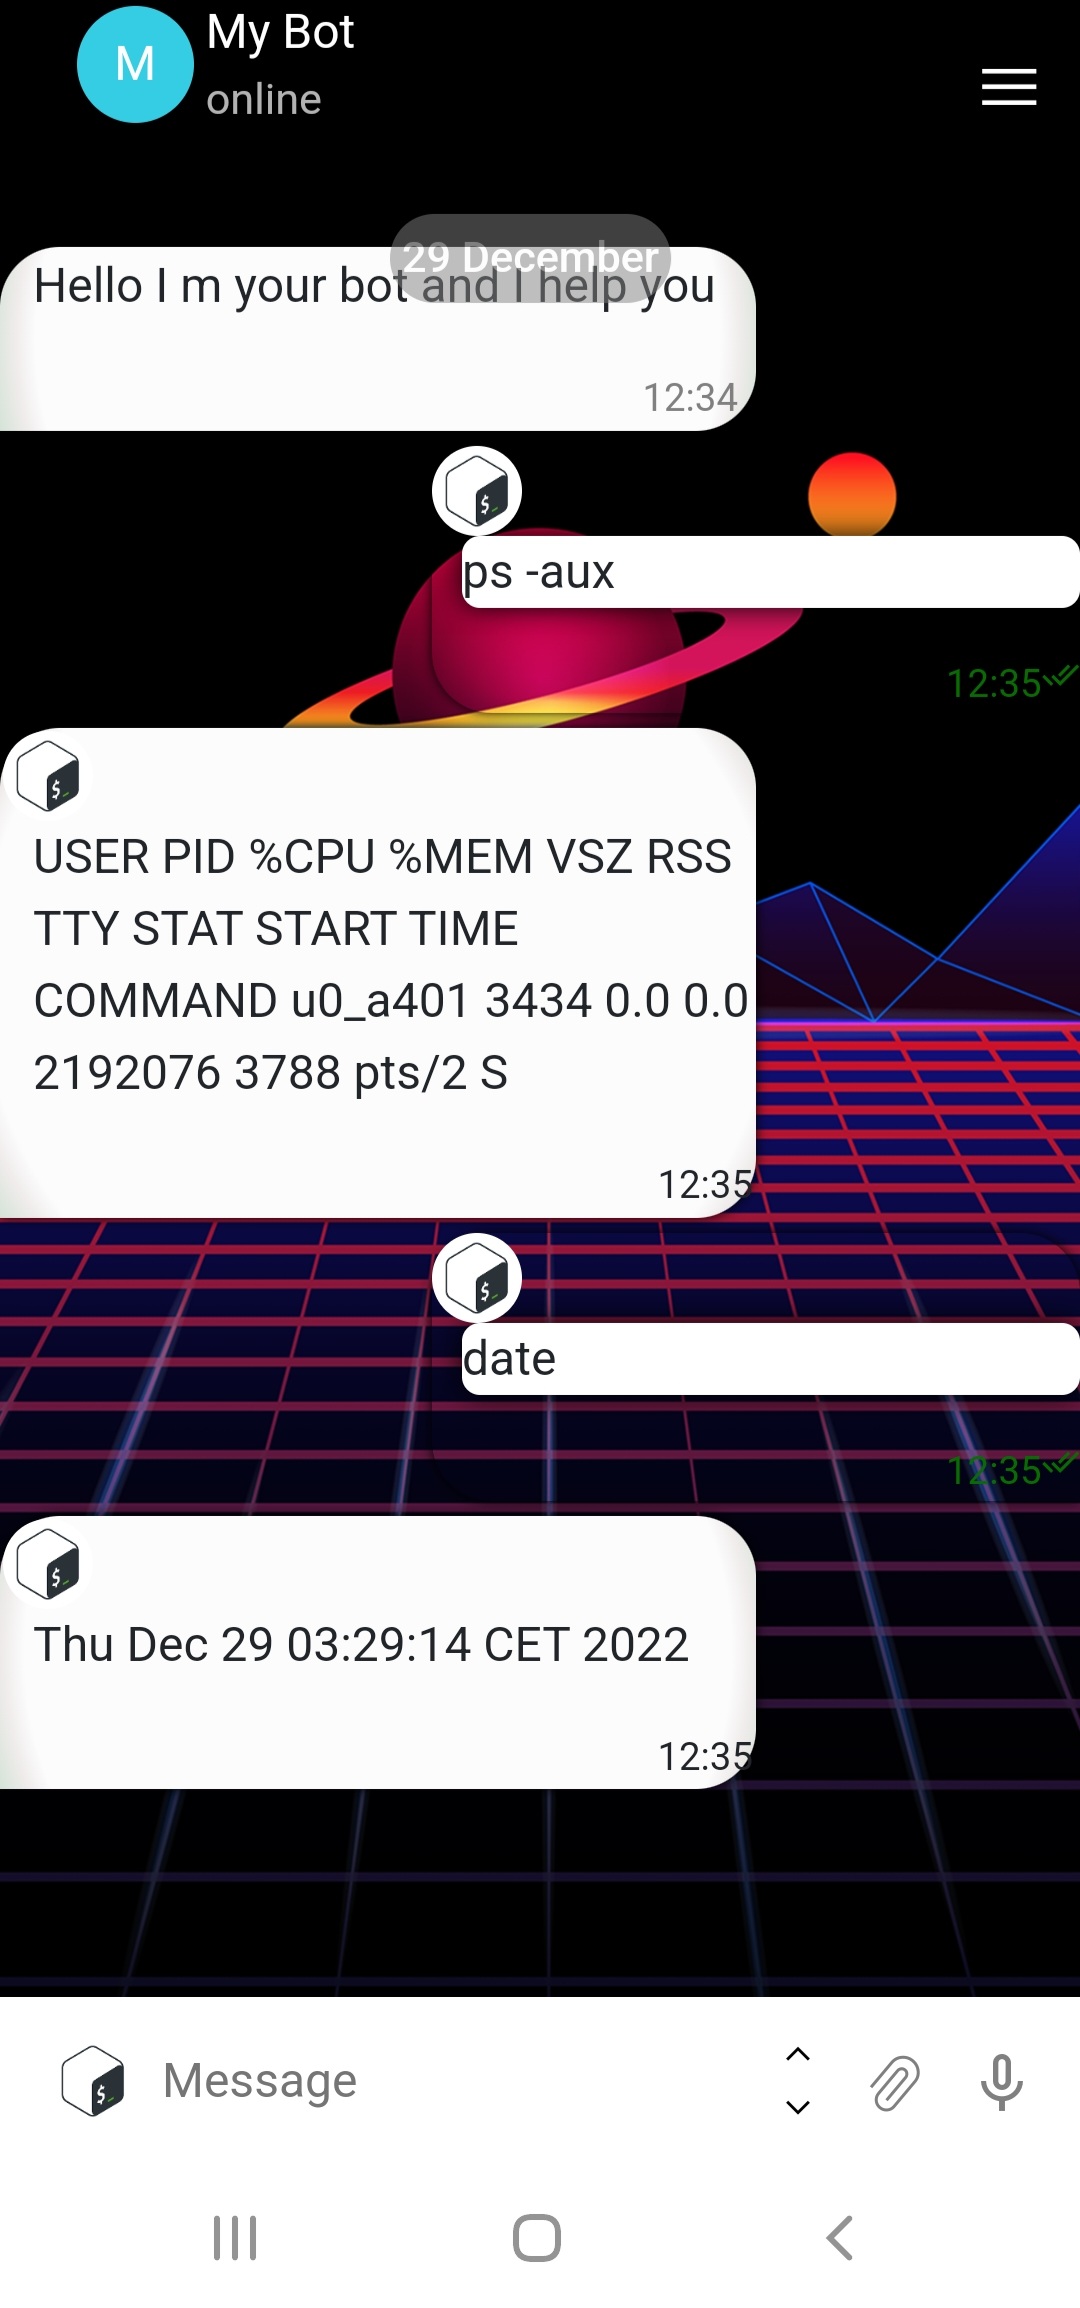 M
My Bot
online
29 December
Hello I m your bot and I help you
12:34
$_
ps -aux
12:35
$_
USER PID %CPU %MEM VSZ RSS
TTY STAT START TIME
COMMAND u0_a401 3434 0.0 0.0
2192076 3788 pts/2 S
12:35
$_
date
12:35
$_
Thu Dec 29 03:29:14 CET 2022
12:35
$_
Message